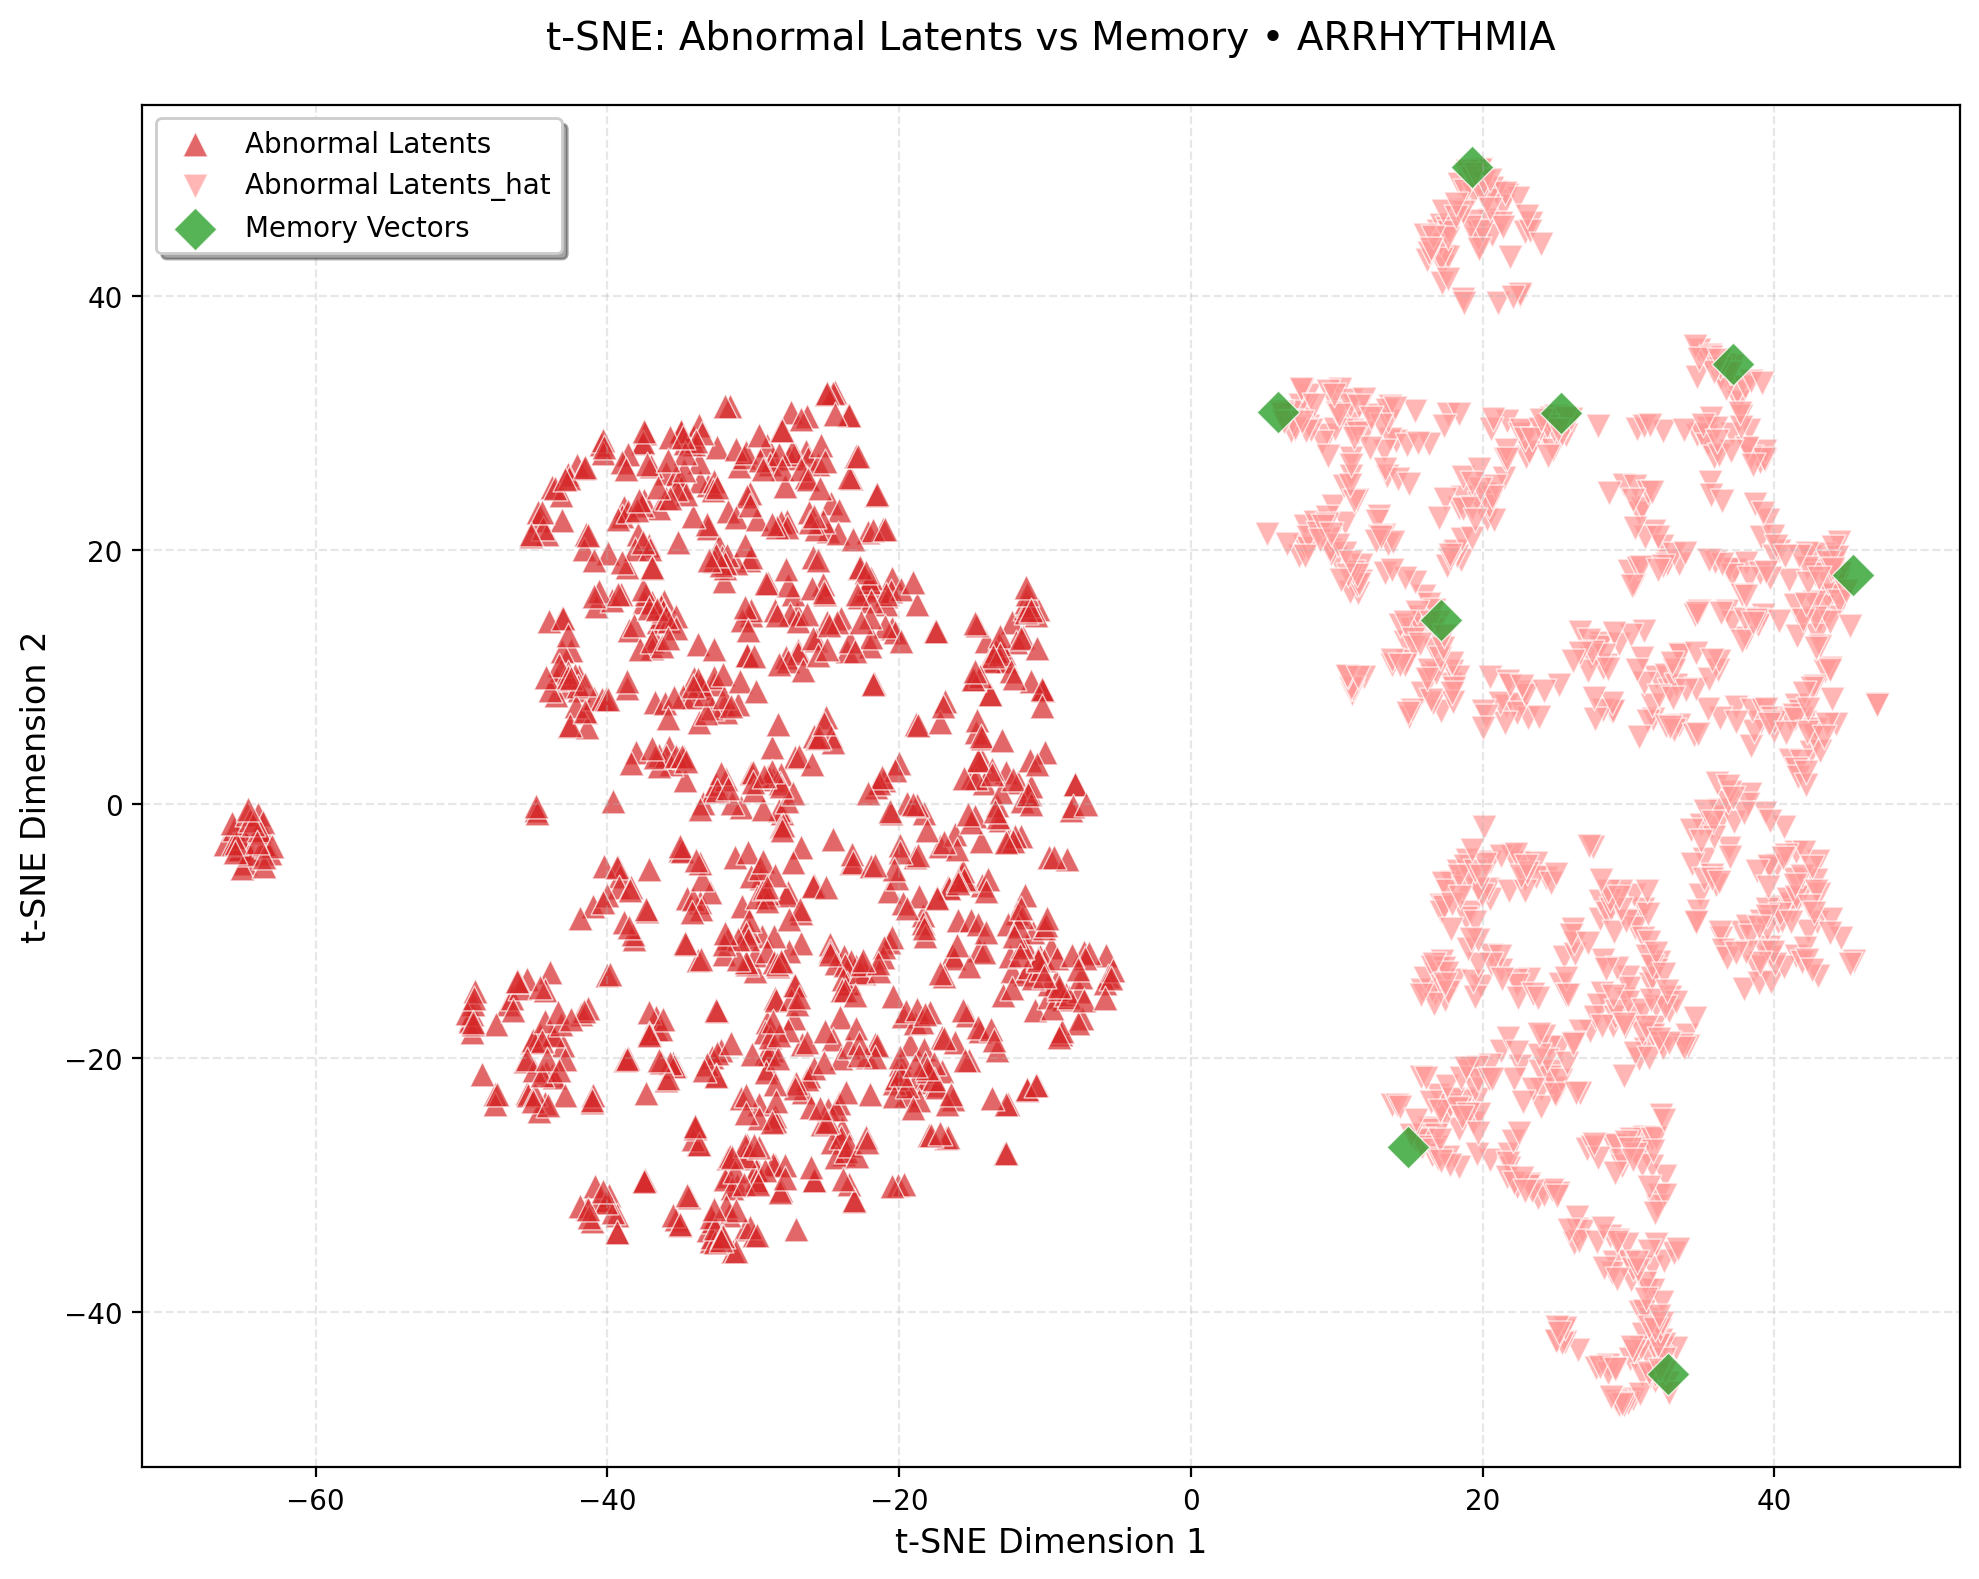 t-SNE: Abnormal Latents vs Memory • ARRHYTHMIA
Abnormal Latents
Abnormal Latents_hat
Memory Vectors
40
20
0
−20
−40
t-SNE Dimension 2
−60
−40
−20
0
20
40
t-SNE Dimension 1